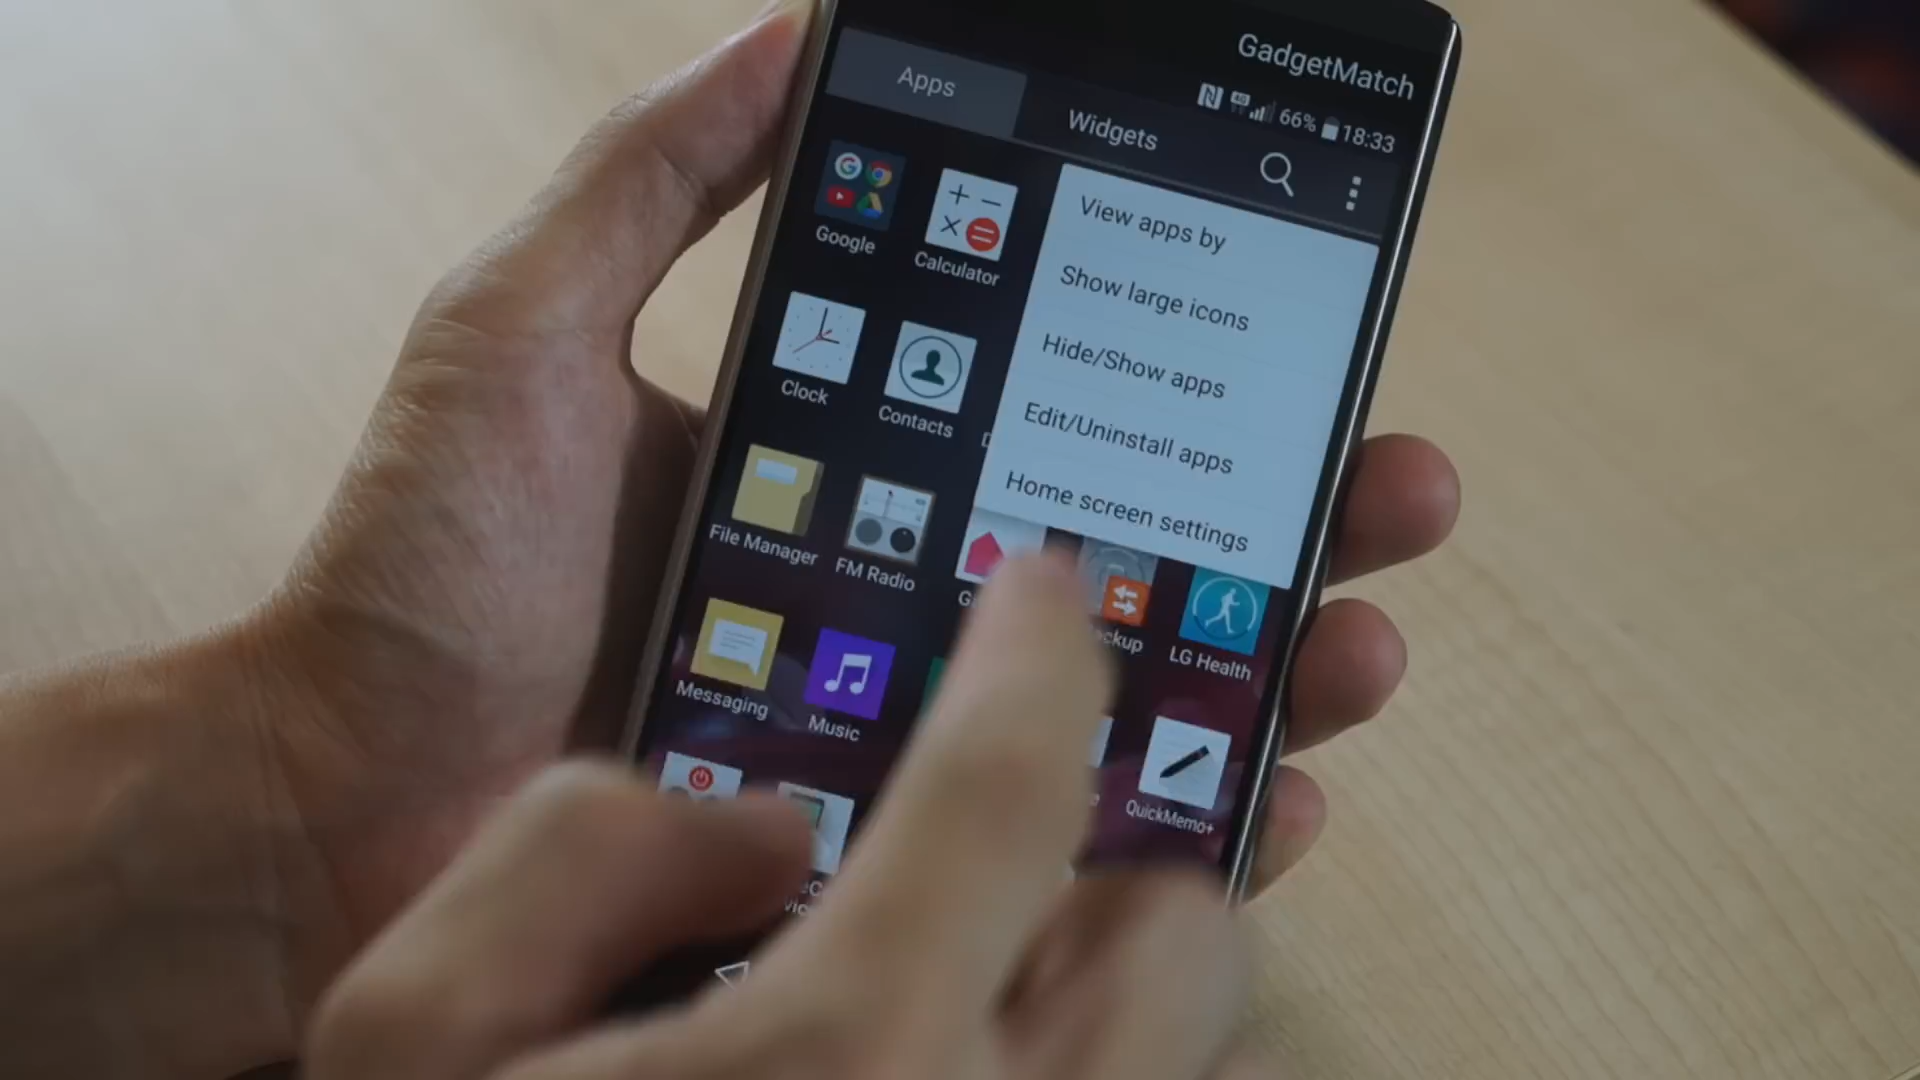 GadgetMatch
4G 66% 18:33
Apps
Widgets
View apps by
Show large icons
Hide/Show apps
Edit/Uninstall apps
Home screen settings
Google
Calculator
Clock
Contacts
File Manager
FM Radio
LG Health
Messaging
Music
QuickMemo+